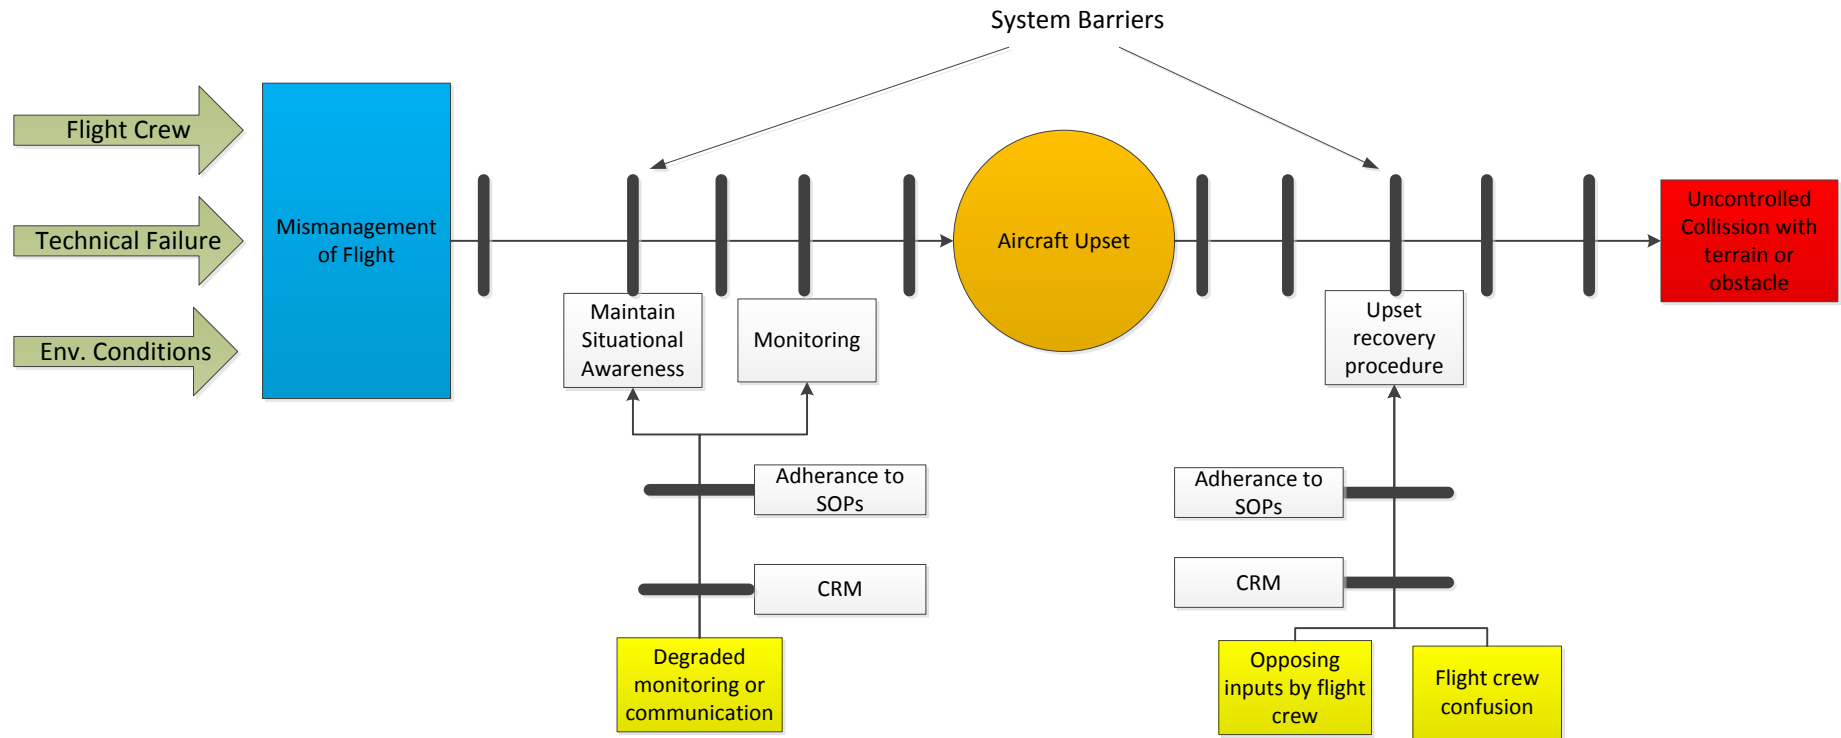 System Barriers
Flight Crew
Technical Failure
Env. Conditions
Mismanagement
of Flight
Aircraft Upset
Uncontrolled
Collission with
terrain or
obstacle
Maintain
Situational
Awareness
Monitoring
Upset
recovery
procedure
Adherance to
SOPs
CRM
Degraded
monitoring or
communication
Adherance to
SOPs
CRM
Opposing
inputs by flight
crew
Flight crew
confusion